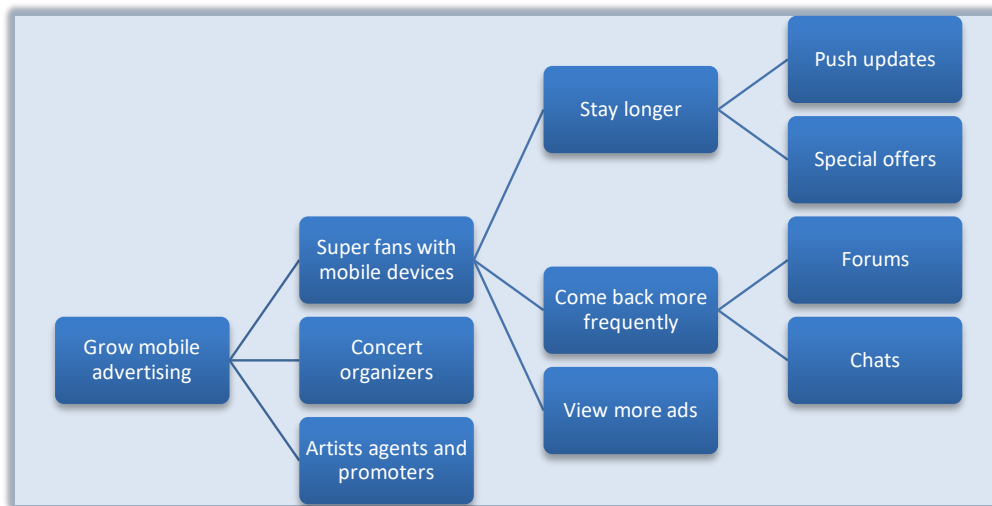 Push updates
Stay longer
Special offers
Super fans with
mobile devices
Forums
Come back more
frequently
Grow mobile
advertising
Concert
organizers
Chats
View more ads
Artists agents and
promoters